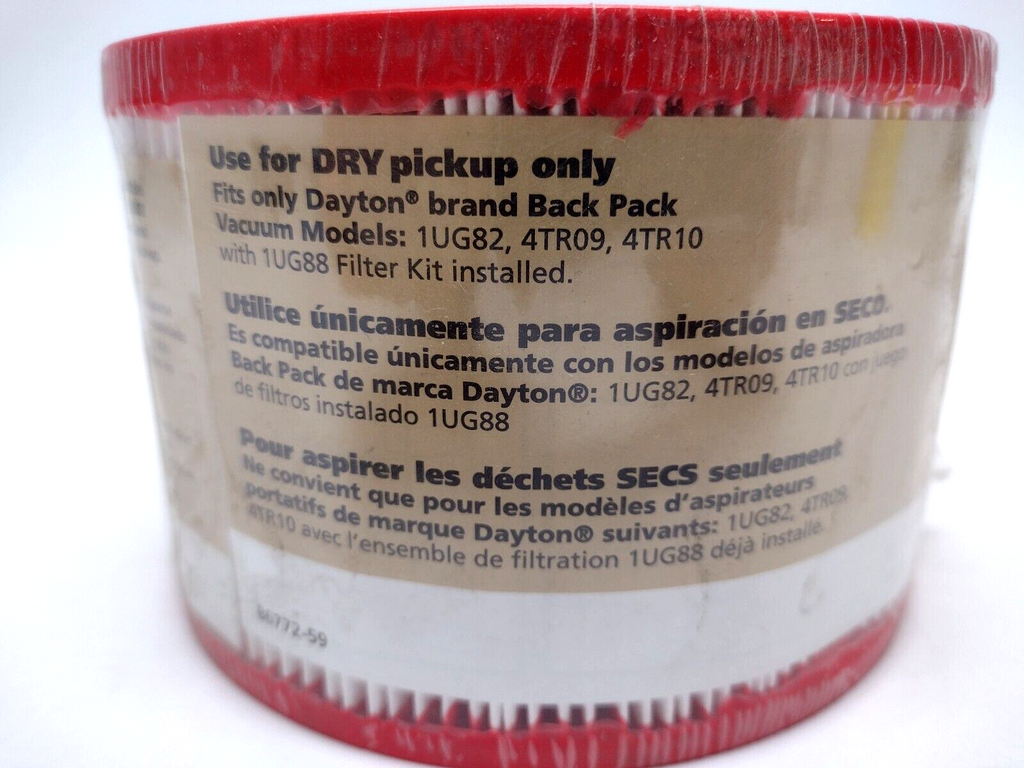 Use for DRY pickup only
Fits only Dayton® brand Back Pack
Vacuum Models: 1UG82, 4TR09, 4TR10
with 1UG88 Filter Kit installed.
Utilice únicamente para aspiración en SECO.
Es compatible únicamente con los modelos de aspiradora
Back Pack de marca Dayton®: 1UG82, 4TR09, 4TR10 con juego
de filtros instalado 1UG88
Pour aspirer les déchets SECS seulement
Ne convient que pour les modèles d'aspirateurs
portatifs de marque Dayton® suivants: 1UG82, 4TR09,
4TR10 avec l'ensemble de filtration 1UG88 déjà installé.